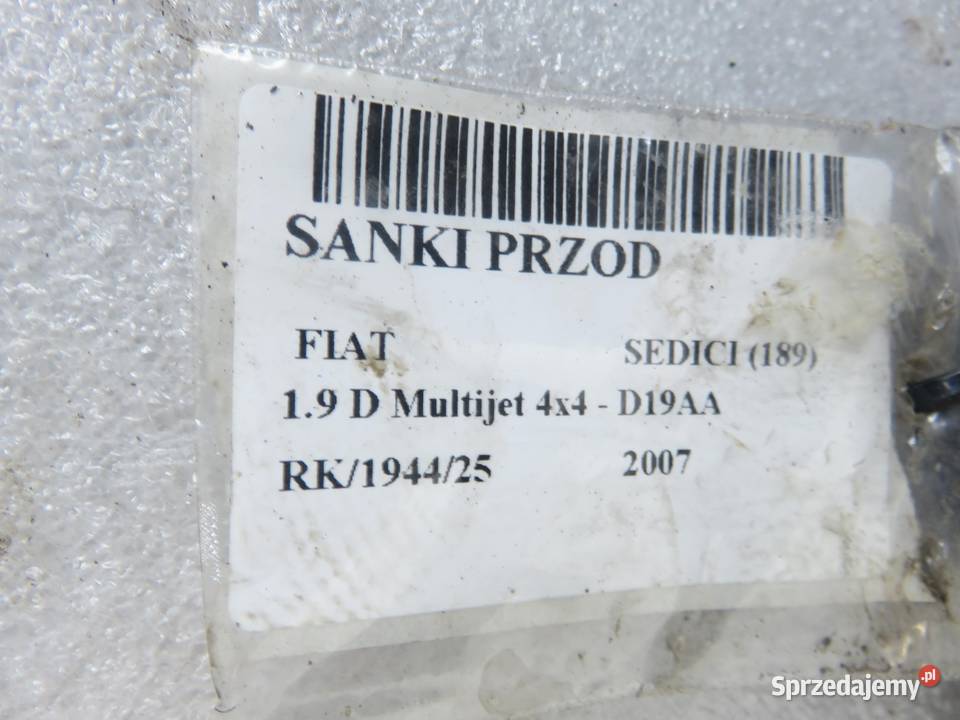 SANKI PRZOD
FIAT SEDICI (189)
1.9 D Multijet 4x4 - D19AA
RK/1944/25 2007
Sprzedajemy.pl